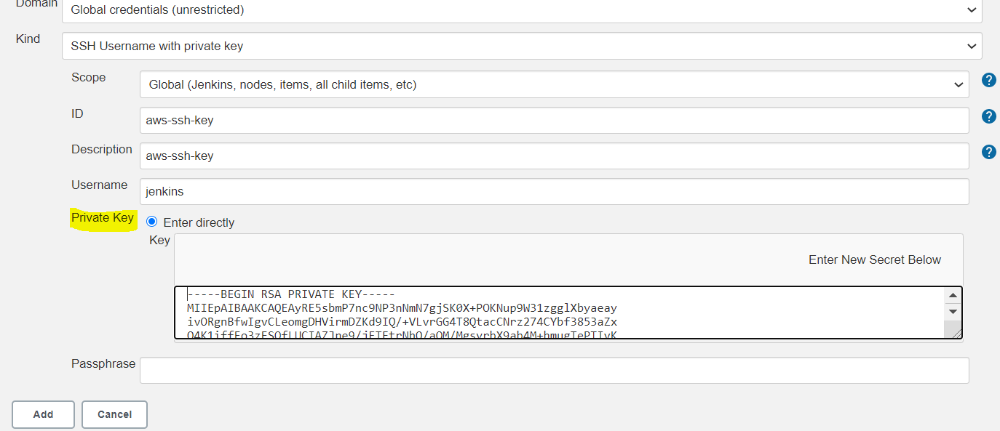 Domain
Global credentials (unrestricted)
Kind
SSH Username with private key
Scope
Global (Jenkins, nodes, items, all child items, etc)
ID
aws-ssh-key
Description
aws-ssh-key
Username
jenkins
Private Key
Enter directly
Key
Enter New Secret Below
-----BEGIN RSA PRIVATE KEY-----
MIIEpAIBAAKCAQEAyRE5sbmP7nc9NP3nNmN7gjSK0X+POKNup9W31zgglXbyaeay
ivORgnBfwIgvCLeomgDHVirmDZKd9IQ/+VLvrGG4T8QtacCNrz274CYbf3853aZx
Passphrase
Add
Cancel